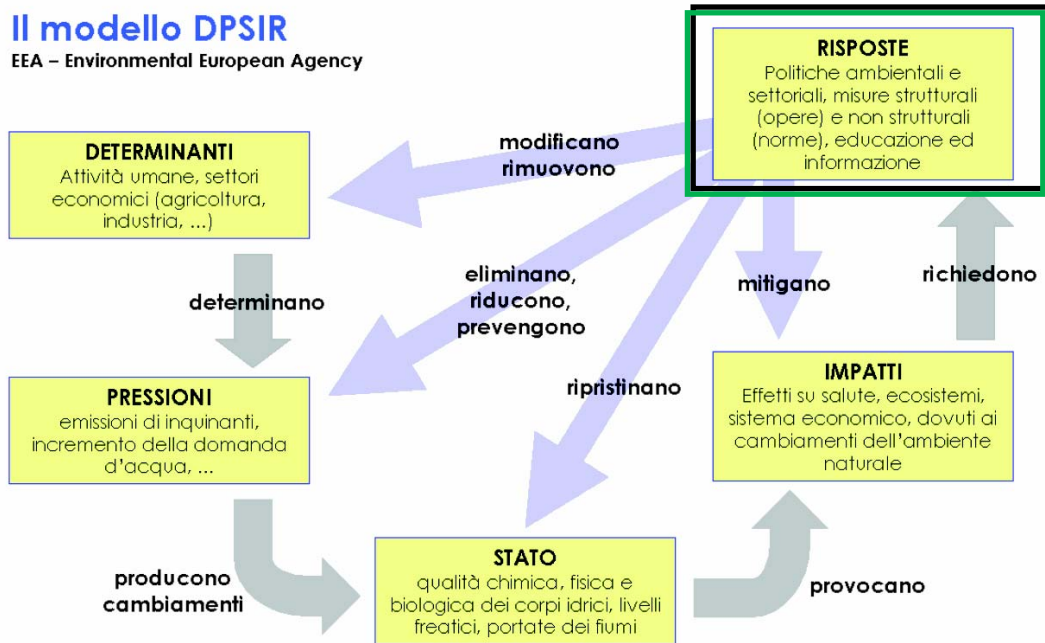 Il modello DPSIR
EEA – Environmental European Agency
RISPOSTE
Politiche ambientali e
settoriali, misure strutturali
(opere) e non strutturali
(norme), educazione ed
informazione
modificano
rimuovono
DETERMINANTI
Attività umane, settori
economici (agricoltura,
industria, ...)
determinano
eliminano,
riducono,
prevengono
mitigano
richiedono
PRESSIONI
emissioni di inquinanti,
incremento della domanda
d'acqua, ...
ripristinano
IMPATTI
Effetti su salute, ecosistemi,
sistema economico, dovuti ai
cambiamenti dell'ambiente
naturale
producono
cambiamenti
STATO
qualità chimica, fisica e
biologica dei corpi idrici, livelli
freatici, portate dei fiumi
provocano